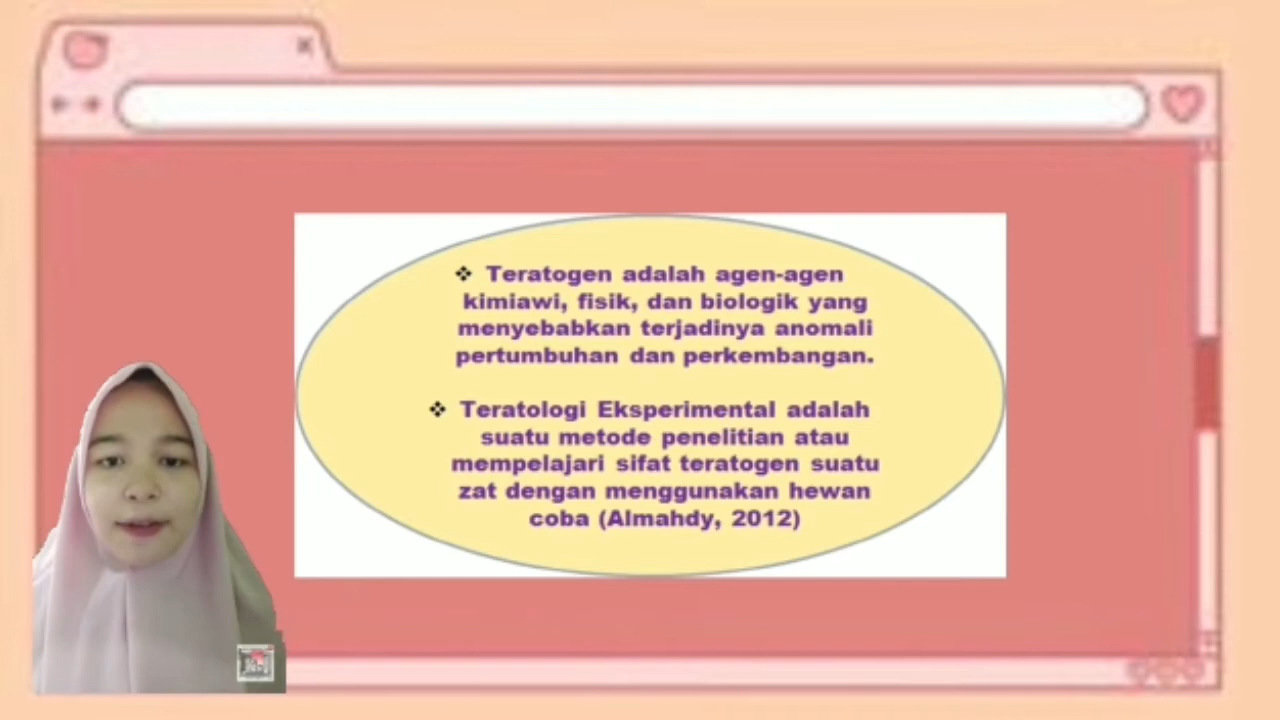 ❖ Teratogen adalah agen-agen
kimiawi, fisik, dan biologik yang
menyebabkan terjadinya anomali
pertumbuhan dan perkembangan.
❖ Teratologi Eksperimental adalah
suatu metode penelitian atau
mempelajari sifat teratogen suatu
zat dengan menggunakan hewan
coba (Almahdy, 2012)